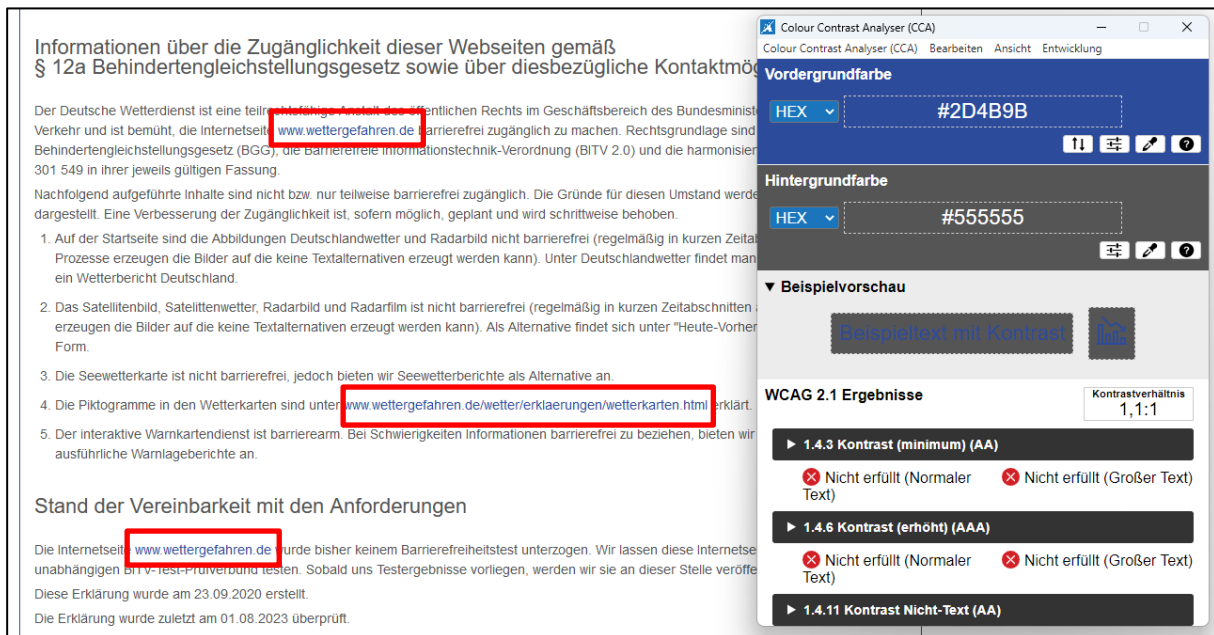 Informationen über die Zugänglichkeit dieser Webseiten gemäß
§ 12a Behindertengleichstellungsgesetz sowie über diesbezügliche
Der Deutsche Wetterdienst ist eine teilrechtsfähige Anstalt des öffentlichen Rechts im Geschäftsbereich des
Verkehr und ist bemüht, die Internetseite www.wettergefahren.de barrierefrei zugänglich zu machen. Rechtsgrundlage sind
Behindertengleichstellungsgesetz (BGG), die Barrierefreie Informationstechnik-Verordnung (BITV 2.0) und die
301 549 in ihrer jeweils gültigen Fassung.
Nachfolgend aufgeführte Inhalte sind nicht bzw. nur teilweise barrierefrei zugänglich. Die Gründe für diesen Umstand
dargestellt. Eine Verbesserung der Zugänglichkeit ist, sofern möglich, geplant und wird schrittweise behoben.
1. Auf der Startseite sind die Abbildungen Deutschlandwetter und Radarbild nicht barrierefrei (regelmäßig in kurzen
Prozesse erzeugen die Bilder auf die keine Textalternativen erzeugt werden kann). Unter Deutschlandwetter findet man
ein Wetterbericht Deutschland.
2. Das Satellitenbild, Satelittenwetter, Radarbild und Radarfilm ist nicht barrierefrei (regelmäßig in kurzen Zeitabschnitten
erzeugen die Bilder auf die keine Textalternativen erzeugt werden kann). Als Alternative findet sich unter
Form.
3. Die Seewetterkarte ist nicht barrierefrei, jedoch bieten wir Seewetterberichte als Alternative an.
4. Die Piktogramme in den Wetterkarten sind unter www.wettergefahren.de/wetter/erklaerungen/wetterkarten.html erklärt.
5. Der interaktive Warnkartendienst ist barrierearm. Bei Schwierigkeiten Informationen barrierefrei zu beziehen, bieten wir
ausführliche Warnlageberichte an.
Stand der Vereinbarkeit mit den Anforderungen
Die Internetseite www.wettergefahren.de wurde bisher keinem Barrierefreiheitstest unterzogen. Wir lassen diese
unabhängigen BITV-Test-Prüfverbund testen. Sobald uns Testergebnisse vorliegen, werden wir sie an dieser Stelle
Diese Erklärung wurde am 23.09.2020 erstellt.
Die Erklärung wurde zuletzt am 01.08.2023 überprüft.
Colour Contrast Analyser (CCA)
Colour Contrast Analyser (CCA) Bearbeiten Ansicht Entwicklung
Vordergrundfarbe
HEX #2D4B9B
Hintergrundfarbe
HEX #555555
▼ Beispielvorschau
Beispieltext mit Kontrast
WCAG 2.1 Ergebnisse
Kontrastverhältnis
1,1:1
▶ 1.4.3 Kontrast (minimum) (AA)
Nicht erfüllt (Normaler Text)
Nicht erfüllt (Großer Text)
▶ 1.4.6 Kontrast (erhöht) (AAA)
Nicht erfüllt (Normaler Text)
Nicht erfüllt (Großer Text)
▶ 1.4.11 Kontrast Nicht-Text (AA)